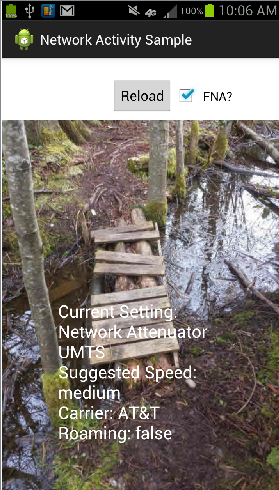 100% 10:06 AM
Network Activity Sample
Reload FNA?
Current Setting:
Network Attenuator
UMTS
Suggested Speed:
medium
Carrier: AT&T
Roaming: false